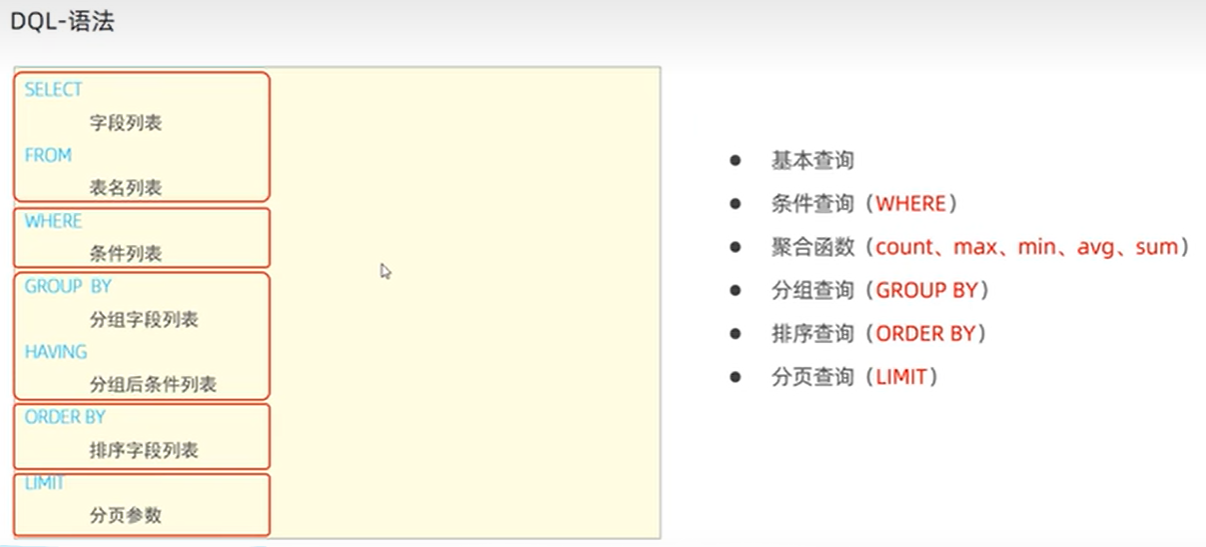 DQL-语法
SELECT
字段列表
FROM
表名列表
WHERE
条件列表
GROUP BY
分组字段列表
HAVING
分组后条件列表
ORDER BY
排序字段列表
LIMIT
分页参数
基本查询
条件查询（WHERE）
聚合函数（count、max、min、avg、sum）
分组查询（GROUP BY）
排序查询（ORDER BY）
分页查询（LIMIT）